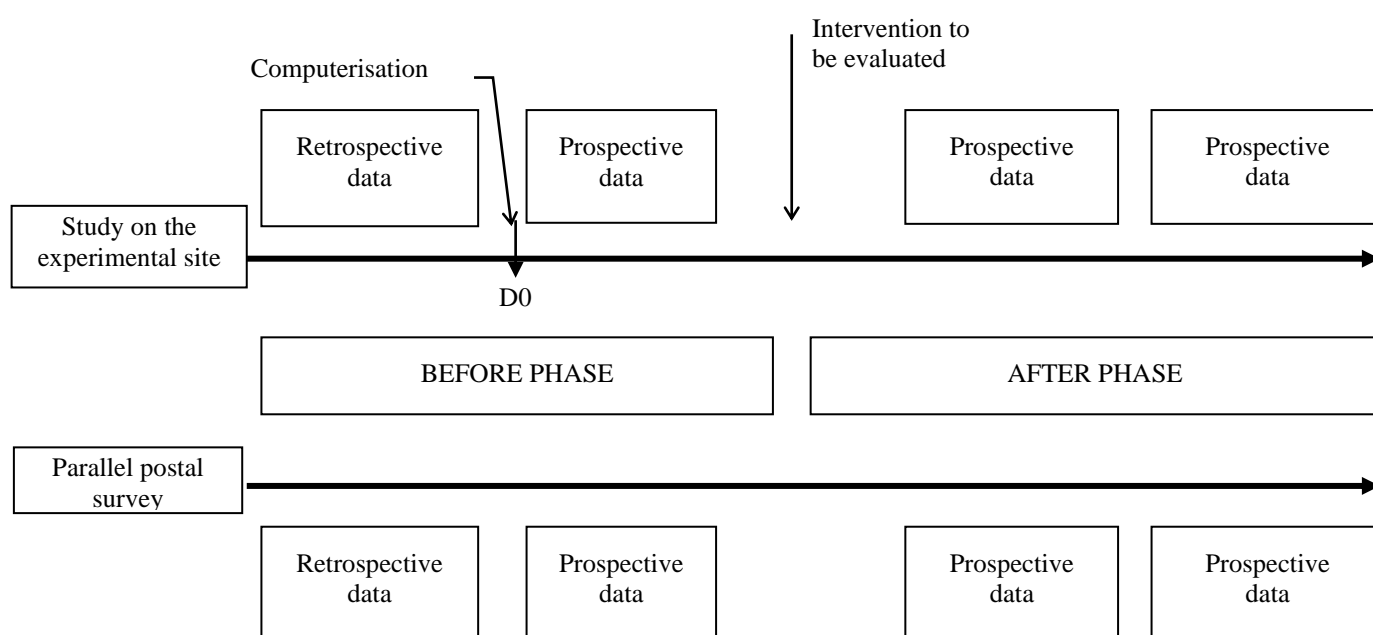 Intervention to
be evaluated
Computerisation
Retrospective
data
Prospective
data
Prospective
data
Prospective
data
Study on the
experimental site
D0
BEFORE PHASE
AFTER PHASE
Parallel postal
survey
Retrospective
data
Prospective
data
Prospective
data
Prospective
data